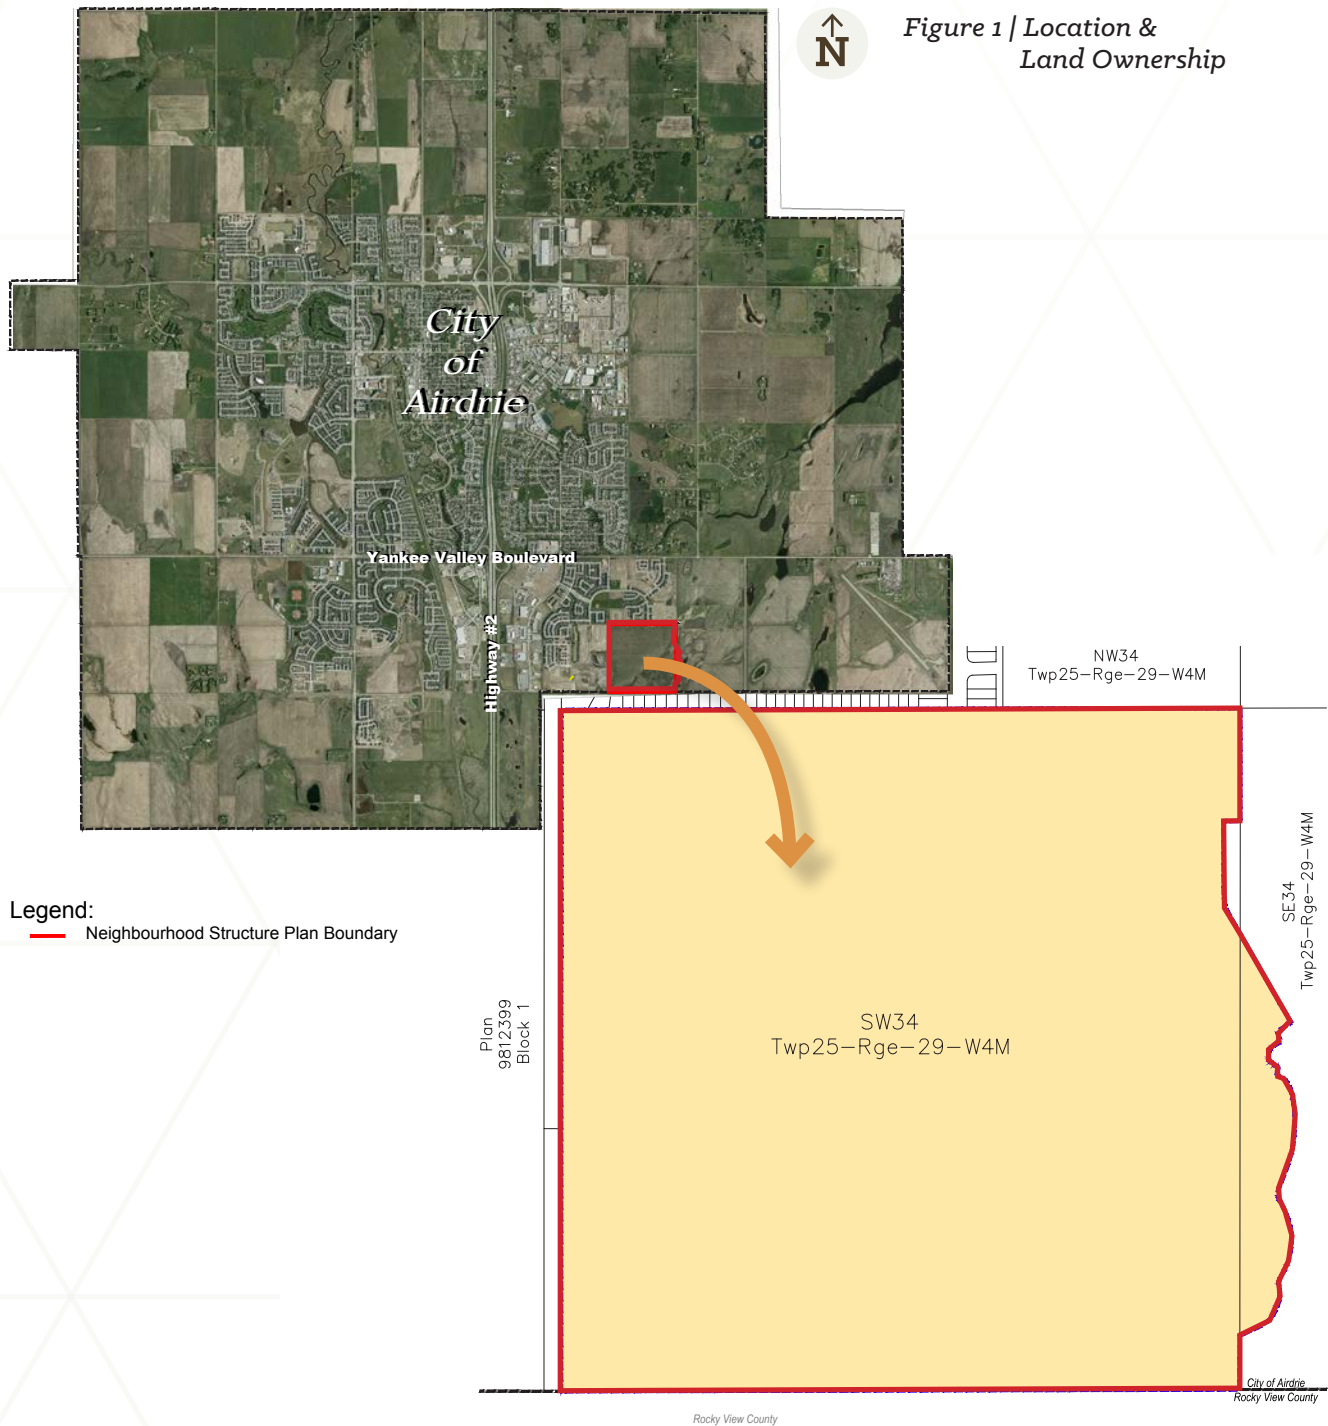 N
Figure 1 | Location &
Land Ownership
City
of
Airdrie
Yankee Valley Boulevard
Highway #2
NW34
Twp25-Rge-29-W4M
SE34
Twp25-Rge-29-W4M
Legend:
Neighbourhood Structure Plan Boundary
Plan
9812399
Block 1
SW34
Twp25-Rge-29-W4M
City of Airdrie
Rocky View County
Rocky View County